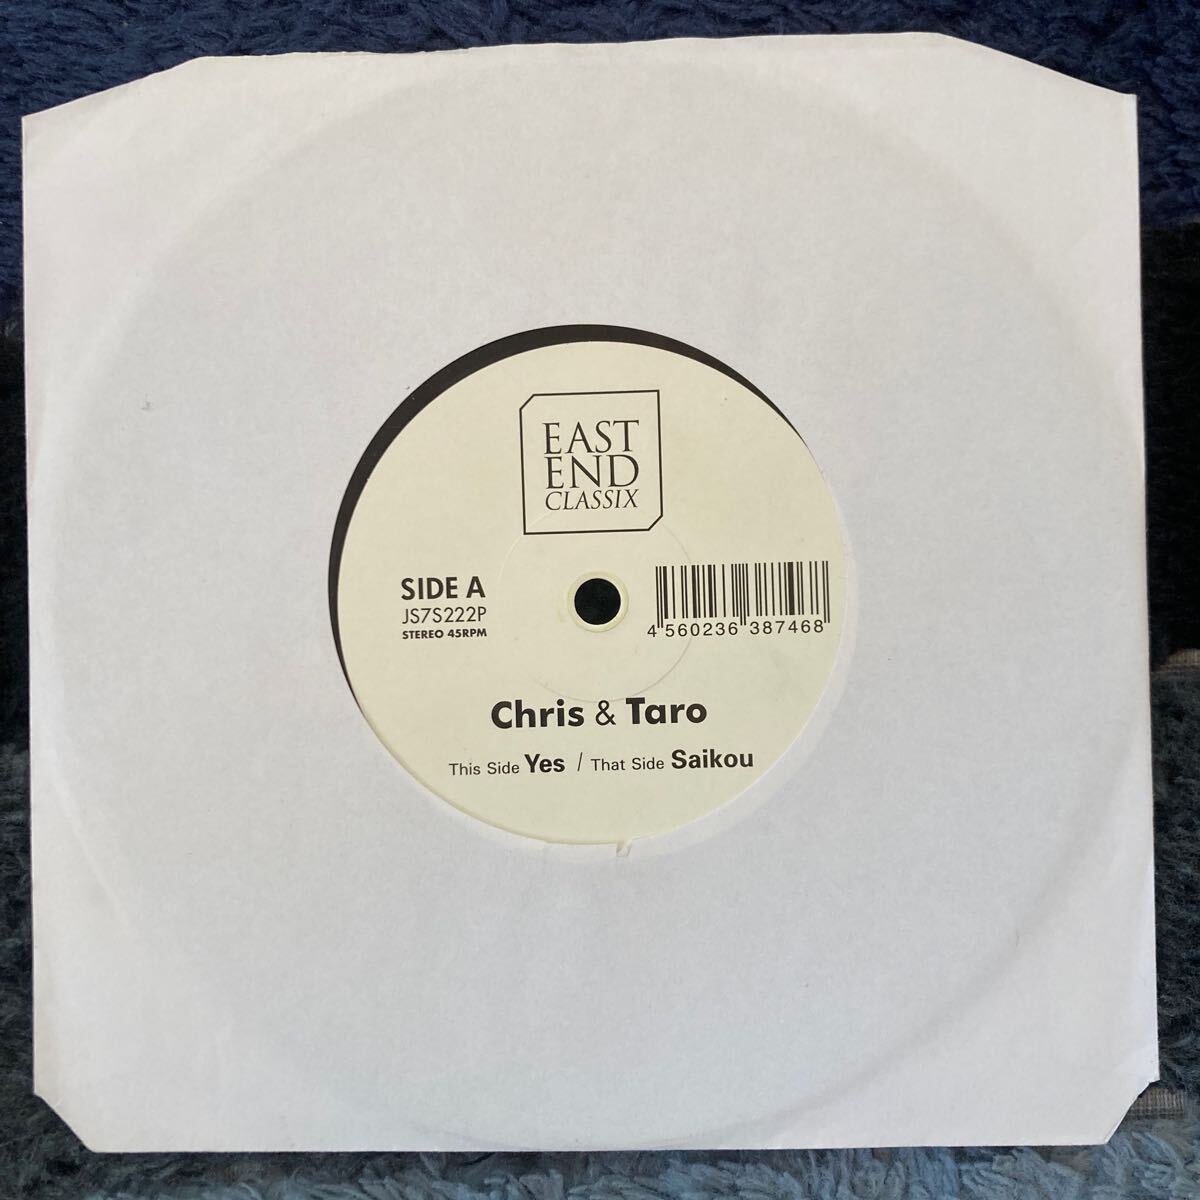 EAST
END
CLASSIX
SIDE A
JS7S222P
STEREO 45RPM
4 560236 387468
Chris & Taro
This Side Yes / That Side Saikou